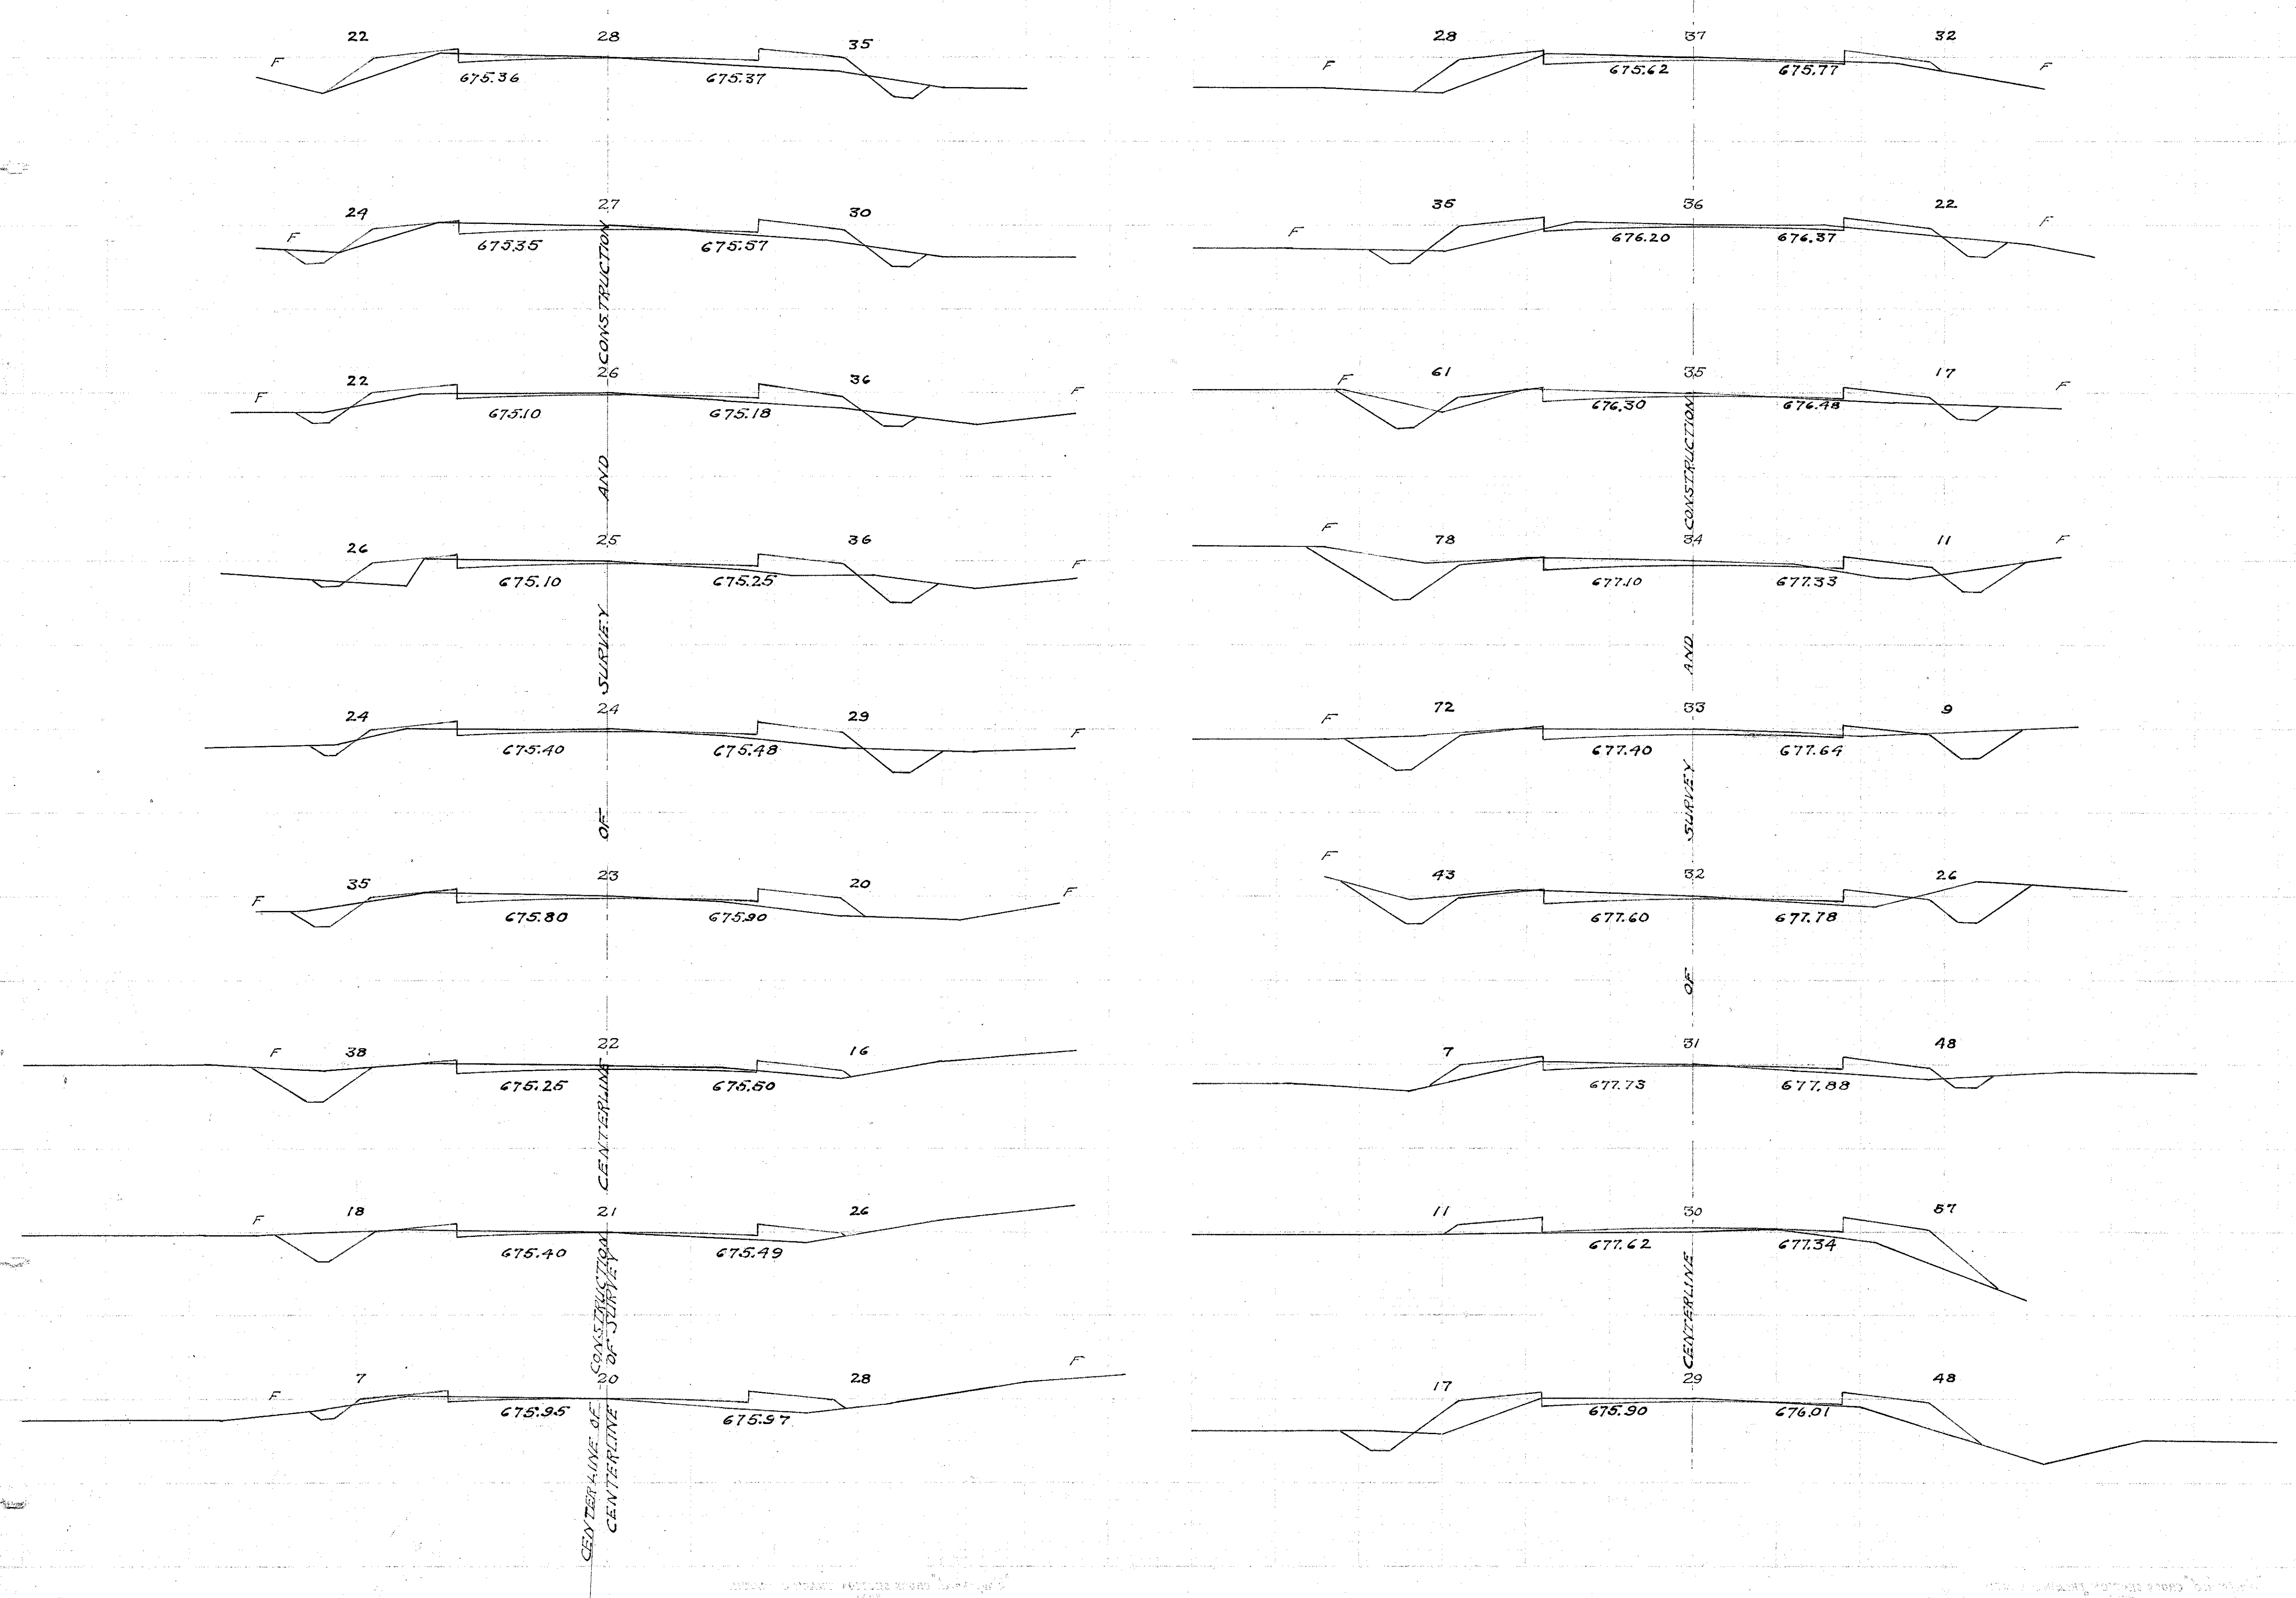 22 28 35
F
675.36 675.37
24 27 30
F
675.35 675.57
22 26 36
F F
675.10 675.18
26 25 36
F
675.10 675.25
24 24 29
F
675.40 675.48
35 23 20
F F
675.80 675.90
F 38 22 16
675.25 675.50
F 18 21 26
675.40 675.49
F 7 20 28 F
675.95 675.97
CENTERLINE OF SURVEY AND CONSTRUCTION
CENTERLINE OF CONSTRUCTION
CENTERLINE OF SURVEY
28 37 32
F F
675.62 675.77
35 36 22
F F
676.20 676.37
F 61 35 17 F
676.30 676.48
F 78 34 11 F
677.10 677.33
F 72 33 9
677.40 677.64
F 43 32 26
677.60 677.78
7 31 48
677.73 677.88
11 30 57
677.62 677.34
17 29 48
675.90 676.01
CENTERLINE OF SURVEY AND CONSTRUCTION